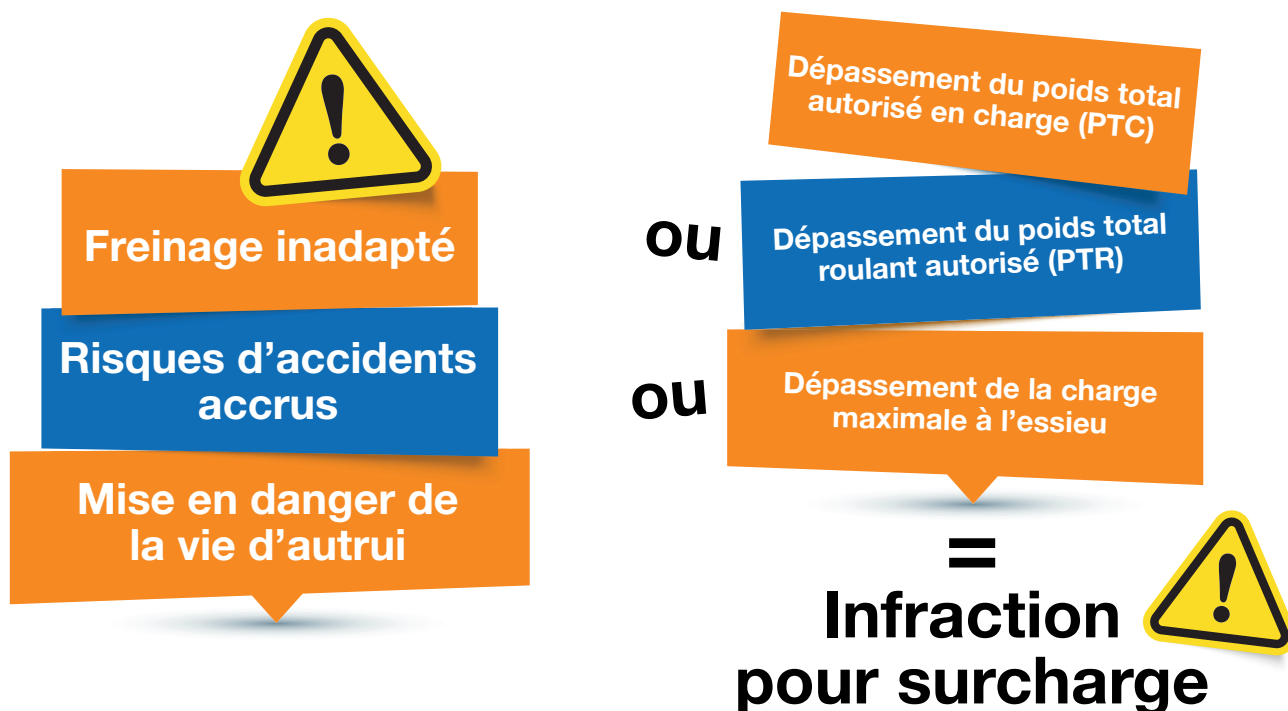 Freinage inadapté
Risques d'accidents
accrus
Mise en danger de
la vie d'autrui
Dépassement du poids total
autorisé en charge (PTC)
ou
Dépassement du poids total
roulant autorisé (PTR)
ou
Dépassement de la charge
maximale à l'essieu
=
Infraction
pour surcharge